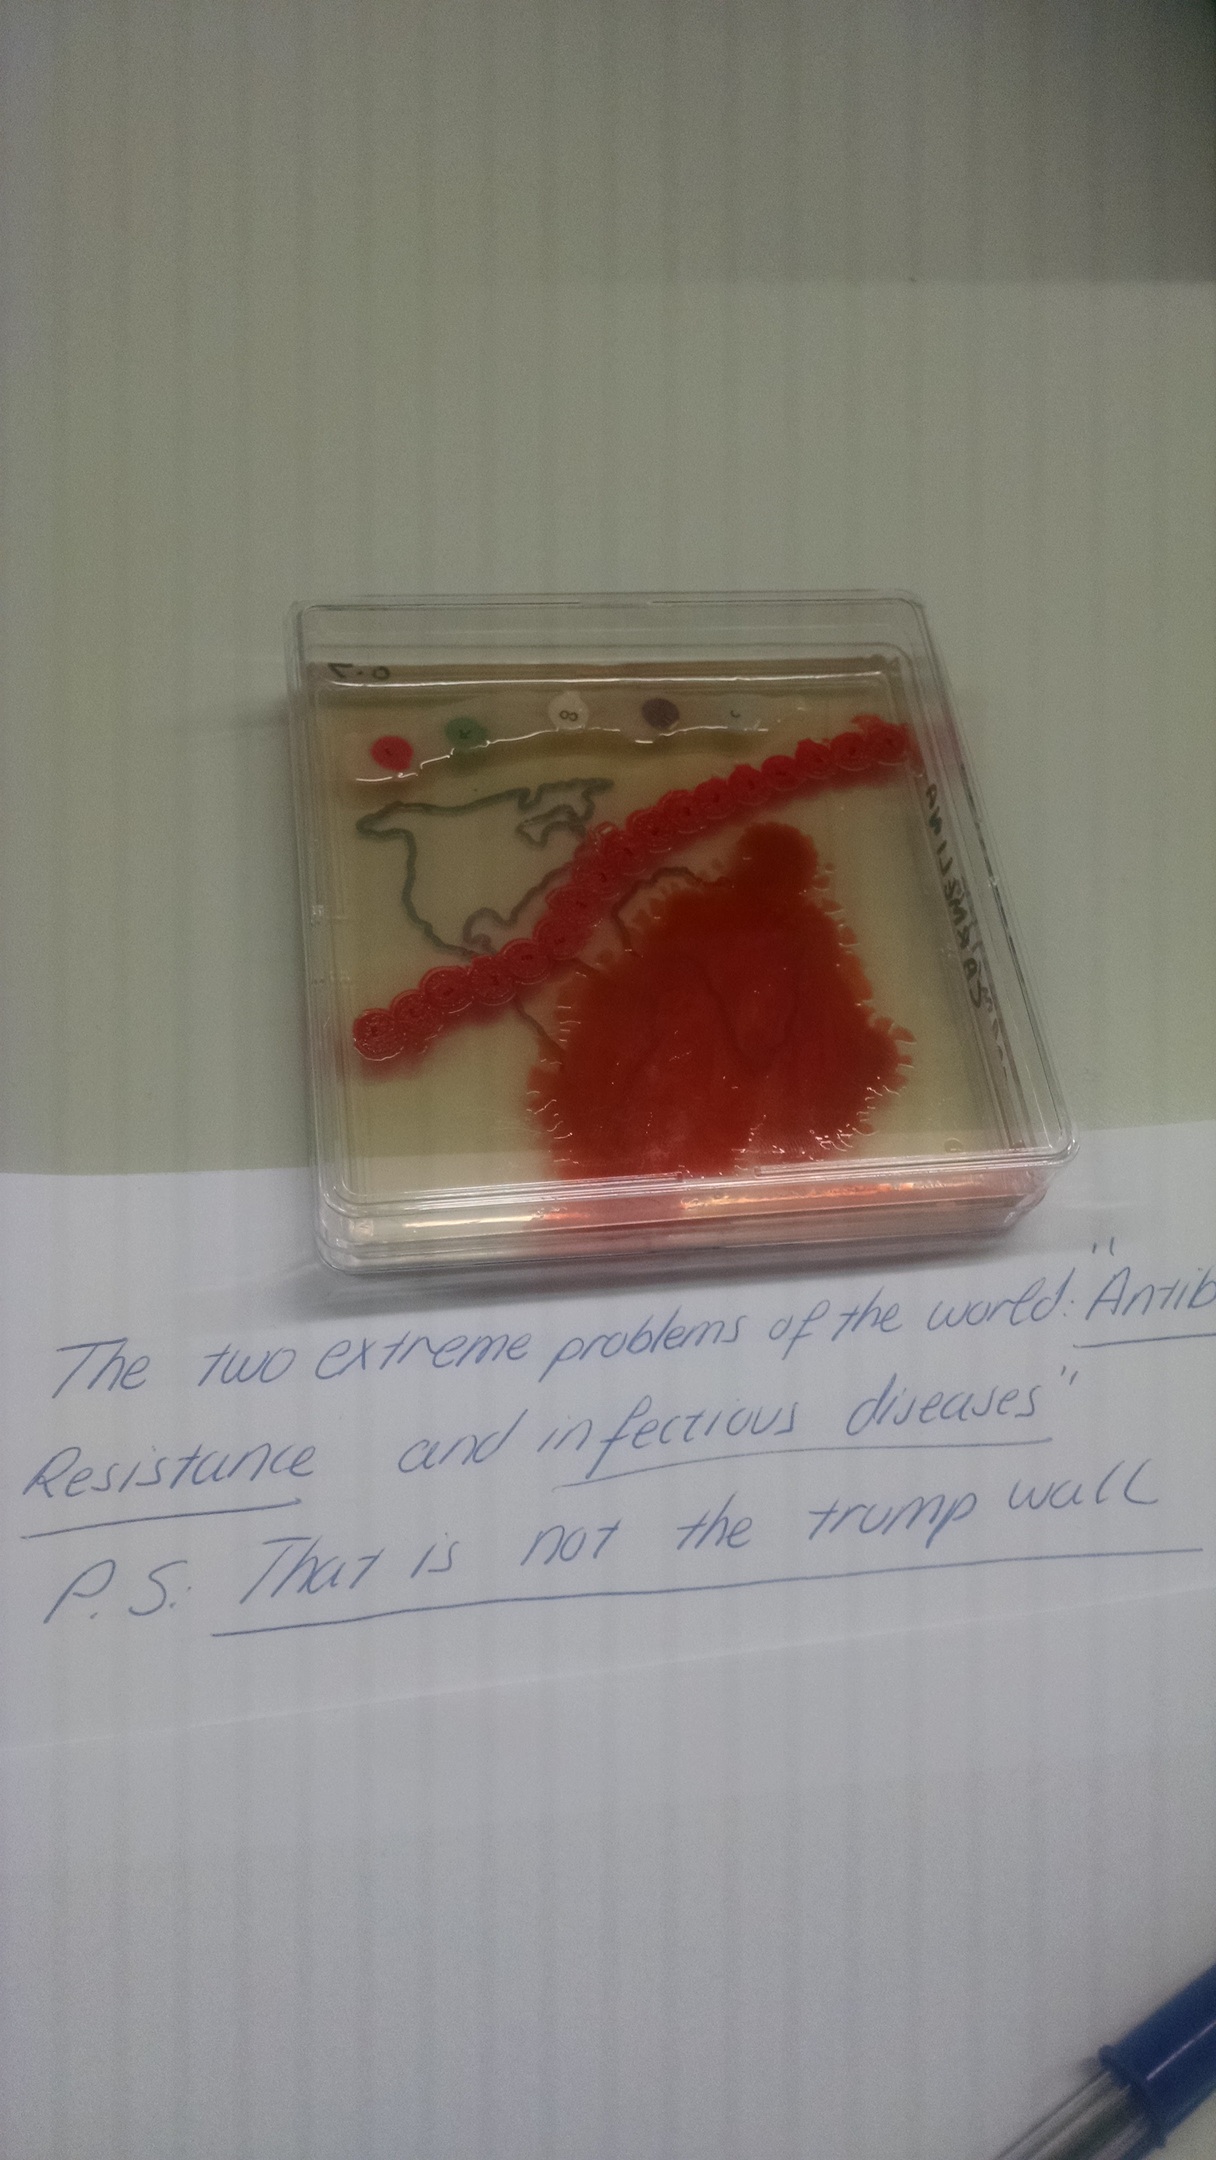 The two extreme problems of the world: "Antib
Resistance and infectious diseases"
P.S: That is not the trump wall